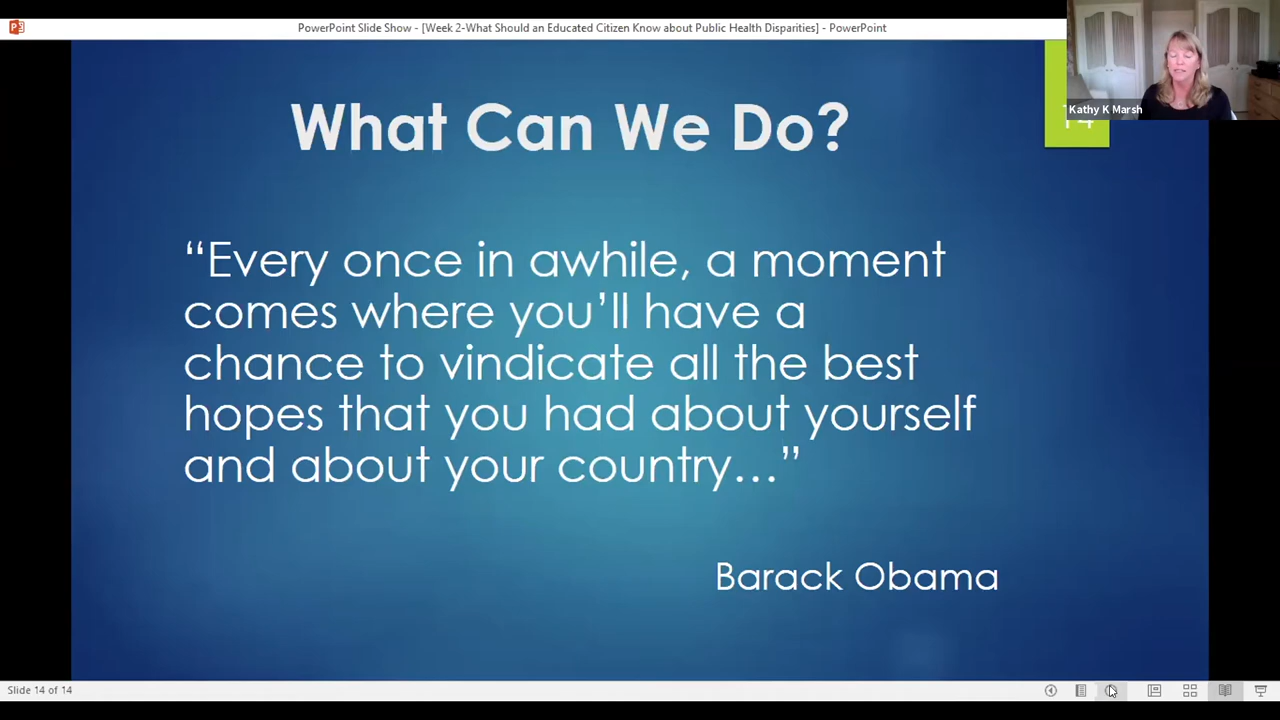 PowerPoint Slide Show - [Week 2-What Should an Educated Citizen Know about Public Health Disparities] - PowerPoint
Kathy K Marsh
14
What Can We Do?
“Every once in awhile, a moment
comes where you’ll have a
chance to vindicate all the best
hopes that you had about yourself
and about your country…”
Barack Obama
Slide 14 of 14